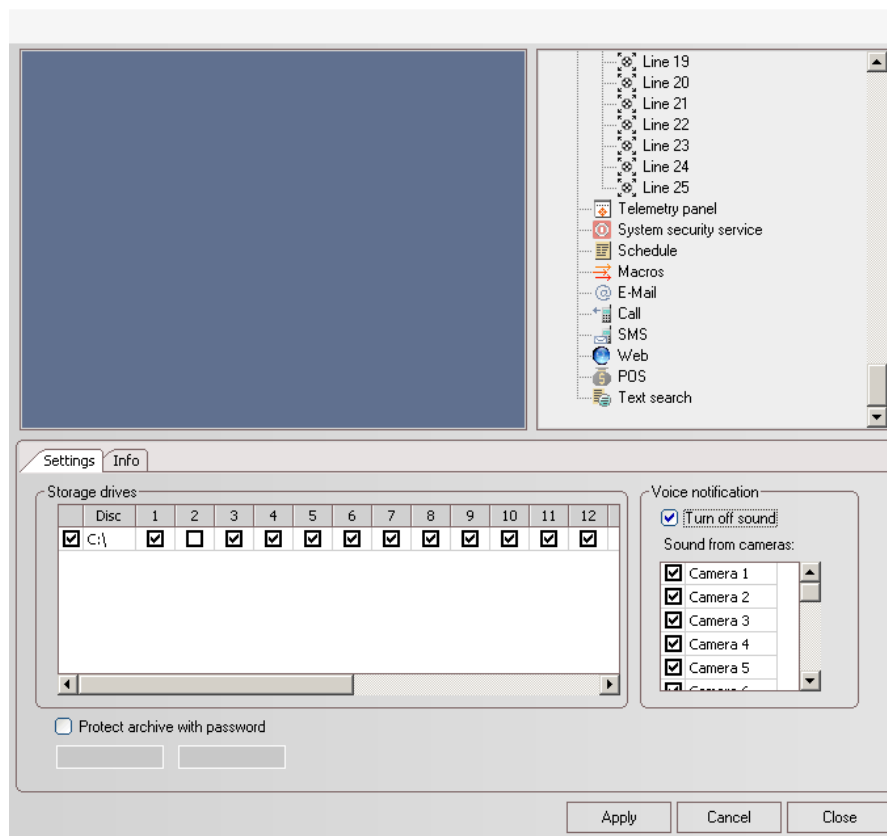 Line 19
Line 20
Line 21
Line 22
Line 23
Line 24
Line 25
Telemetry panel
System security service
Schedule
Macros
E-Mail
Call
SMS
Web
POS
Text search
Settings Info
Storage drives
Disc 1 2 3 4 5 6 7 8 9 10 11 12
C:\
Voice notification
Turn off sound
Sound from cameras:
Camera 1
Camera 2
Camera 3
Camera 4
Camera 5
Protect archive with password
Apply Cancel Close